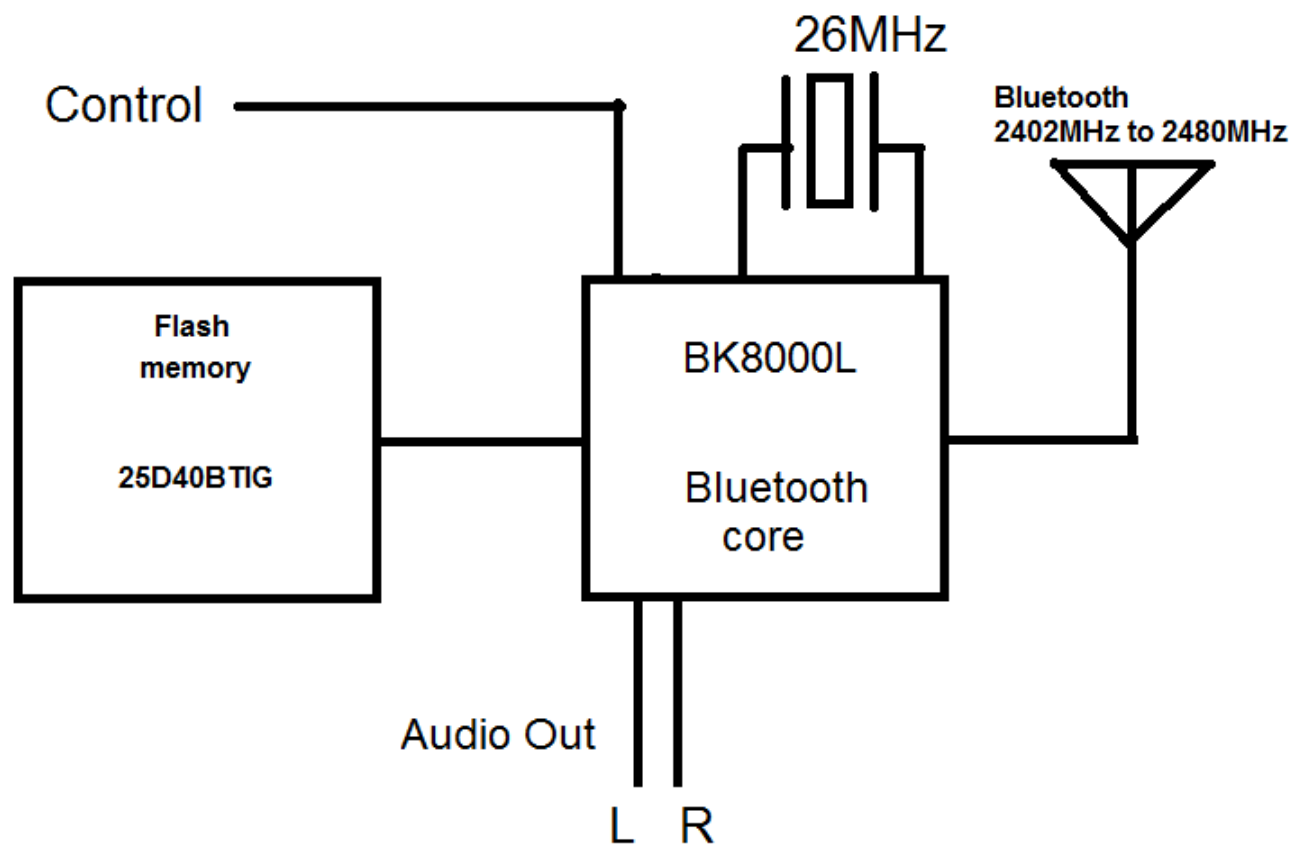 26MHz
Control
Bluetooth
2402MHz to 2480MHz
Flash
memory
25D40BTIG
BK8000L
Bluetooth
core
Audio Out
L R